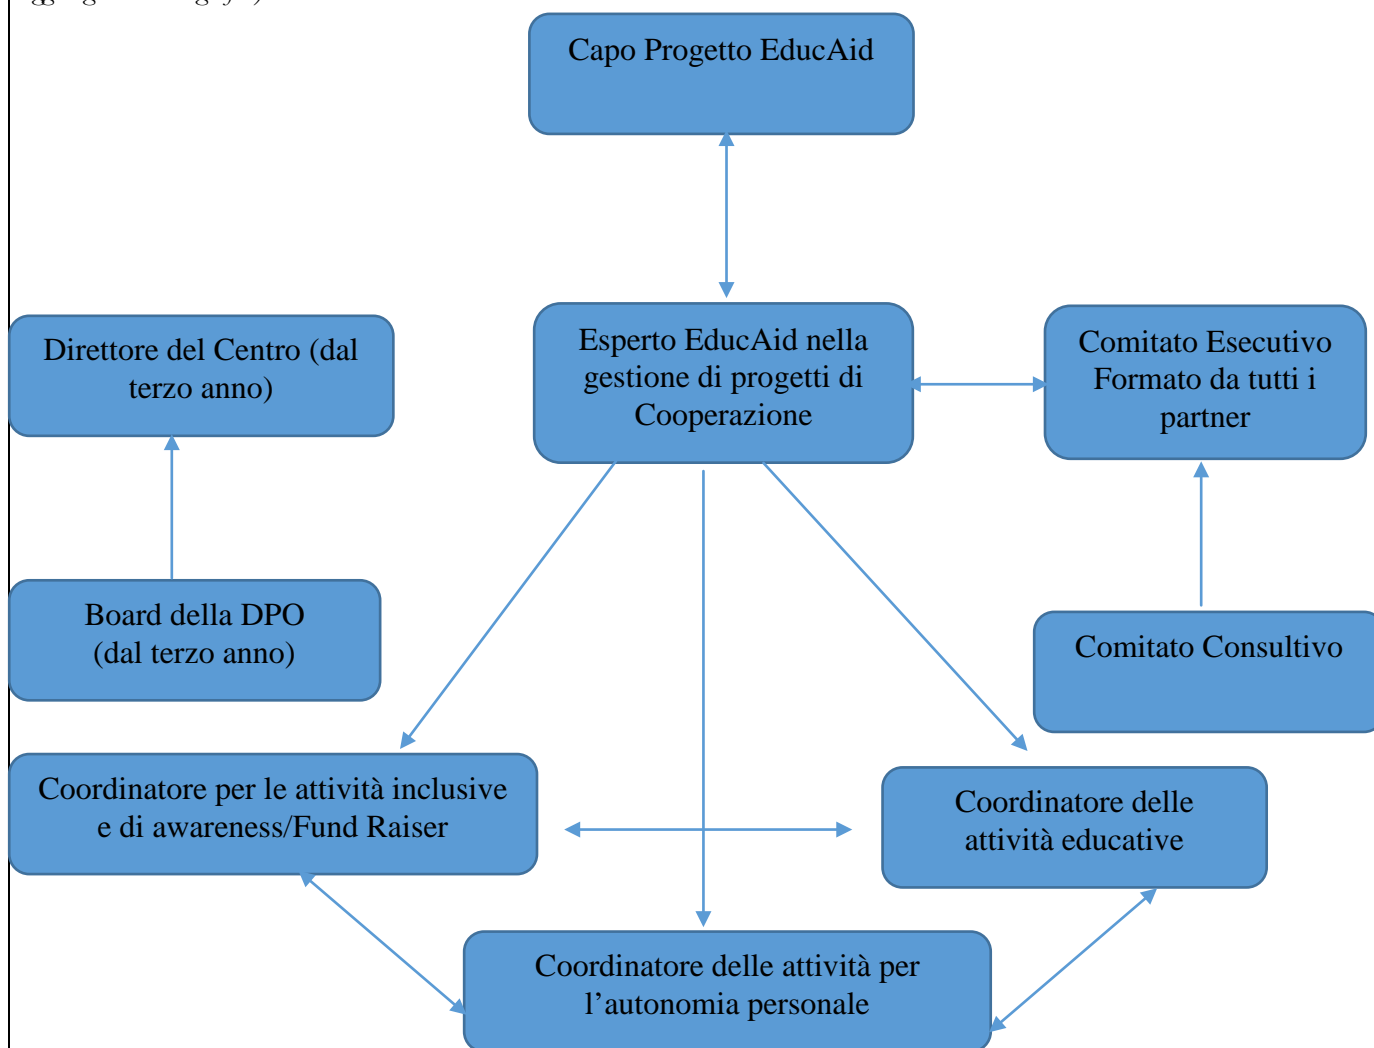 Capo Progetto EducAid
Direttore del Centro (dal
terzo anno)
Esperto EducAid nella
gestione di progetti di
Cooperazione
Comitato Esecutivo
Formato da tutti i
partner
Board della DPO
(dal terzo anno)
Comitato Consultivo
Coordinatore per le attività inclusive
e di awareness/Fund Raiser
Coordinatore delle
attività educative
Coordinatore delle attività per
l’autonomia personale